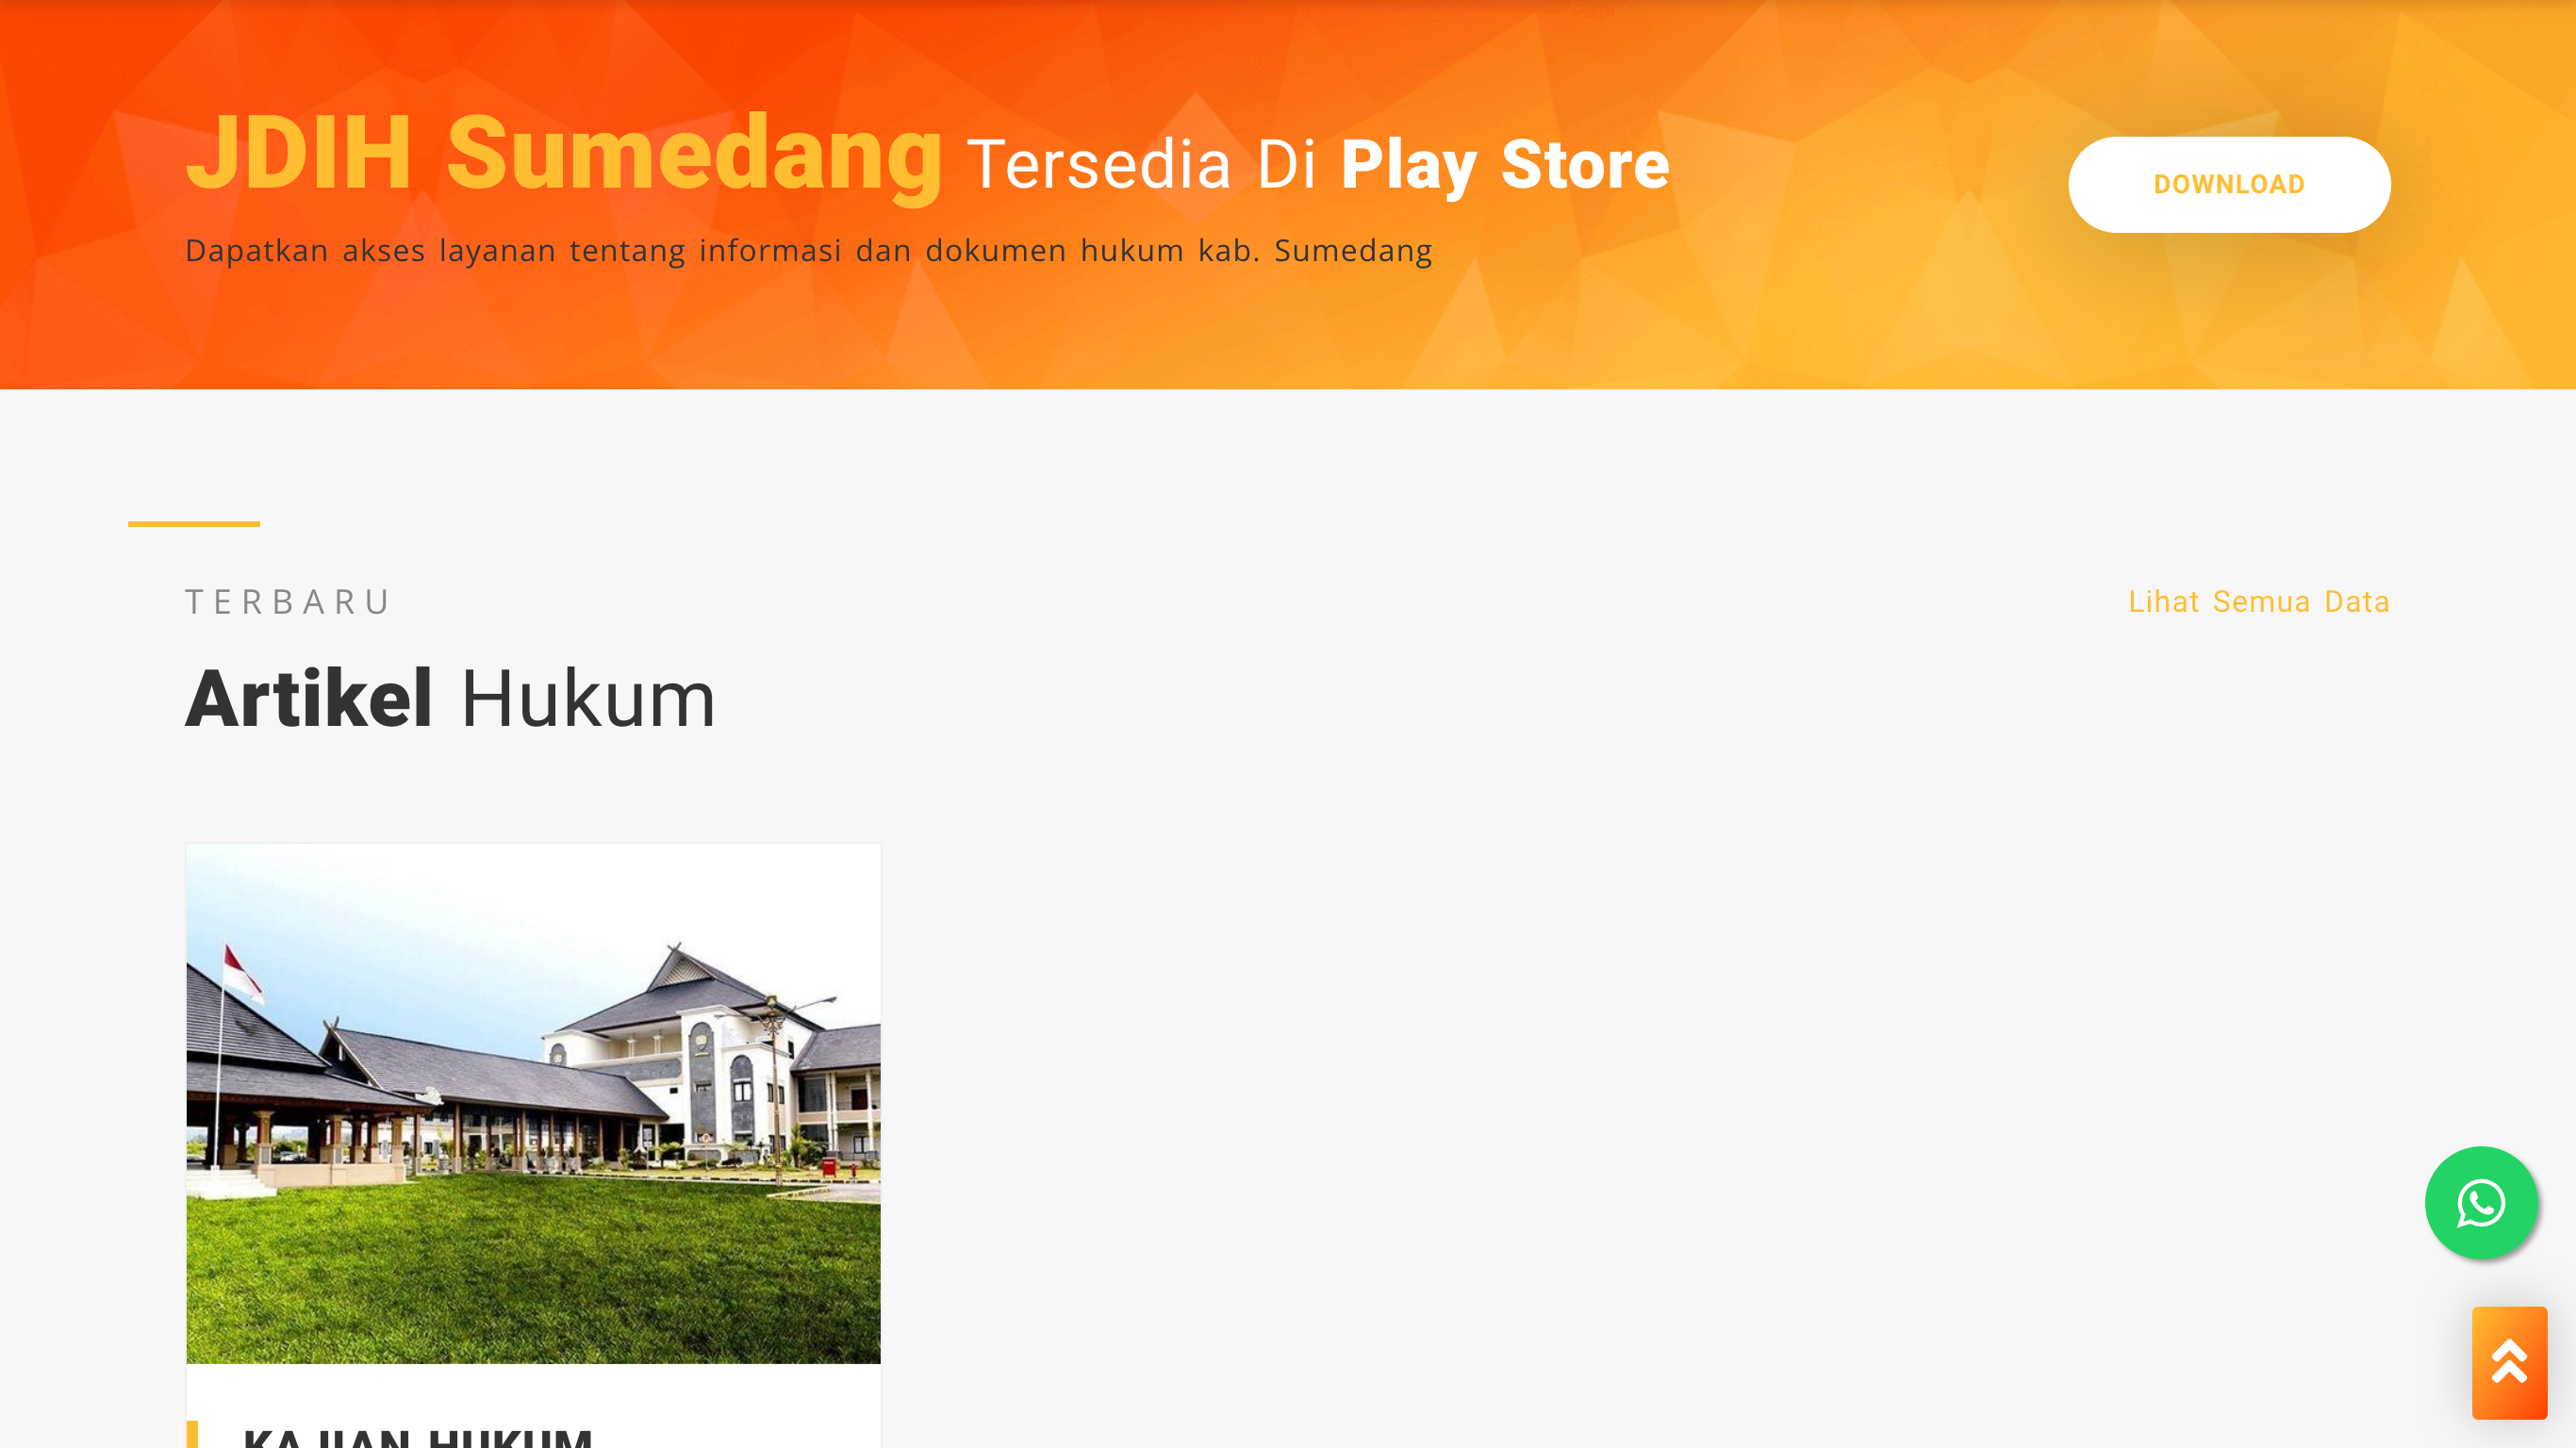 JDIH Sumedang Tersedia Di Play Store
Dapatkan akses layanan tentang informasi dan dokumen hukum kab. Sumedang
DOWNLOAD
TERBARU
Lihat Semua Data
Artikel Hukum
KAJIAN HUKUM